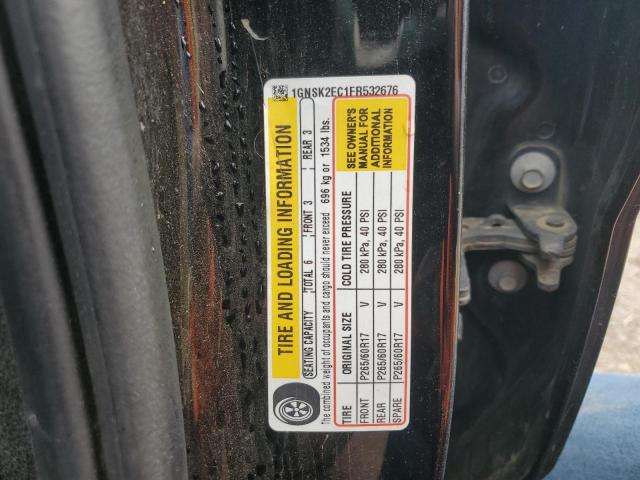 1GNSK2EC1FR532676
TIRE AND LOADING INFORMATION
SEATING CAPACITY TOTAL 6 FRONT 3 REAR 3
The combined weight of occupants and cargo should never exceed 696 kg or 1534 lbs.
TIRE ORIGINAL SIZE COLD TIRE PRESSURE
FRONT P265/60R17 V 280 kPa, 40 PSI
REAR P265/60R17 V 280 kPa, 40 PSI
SPARE P265/60R17 V 280 kPa, 40 PSI
SEE OWNER'S
MANUAL FOR
ADDITIONAL
INFORMATION